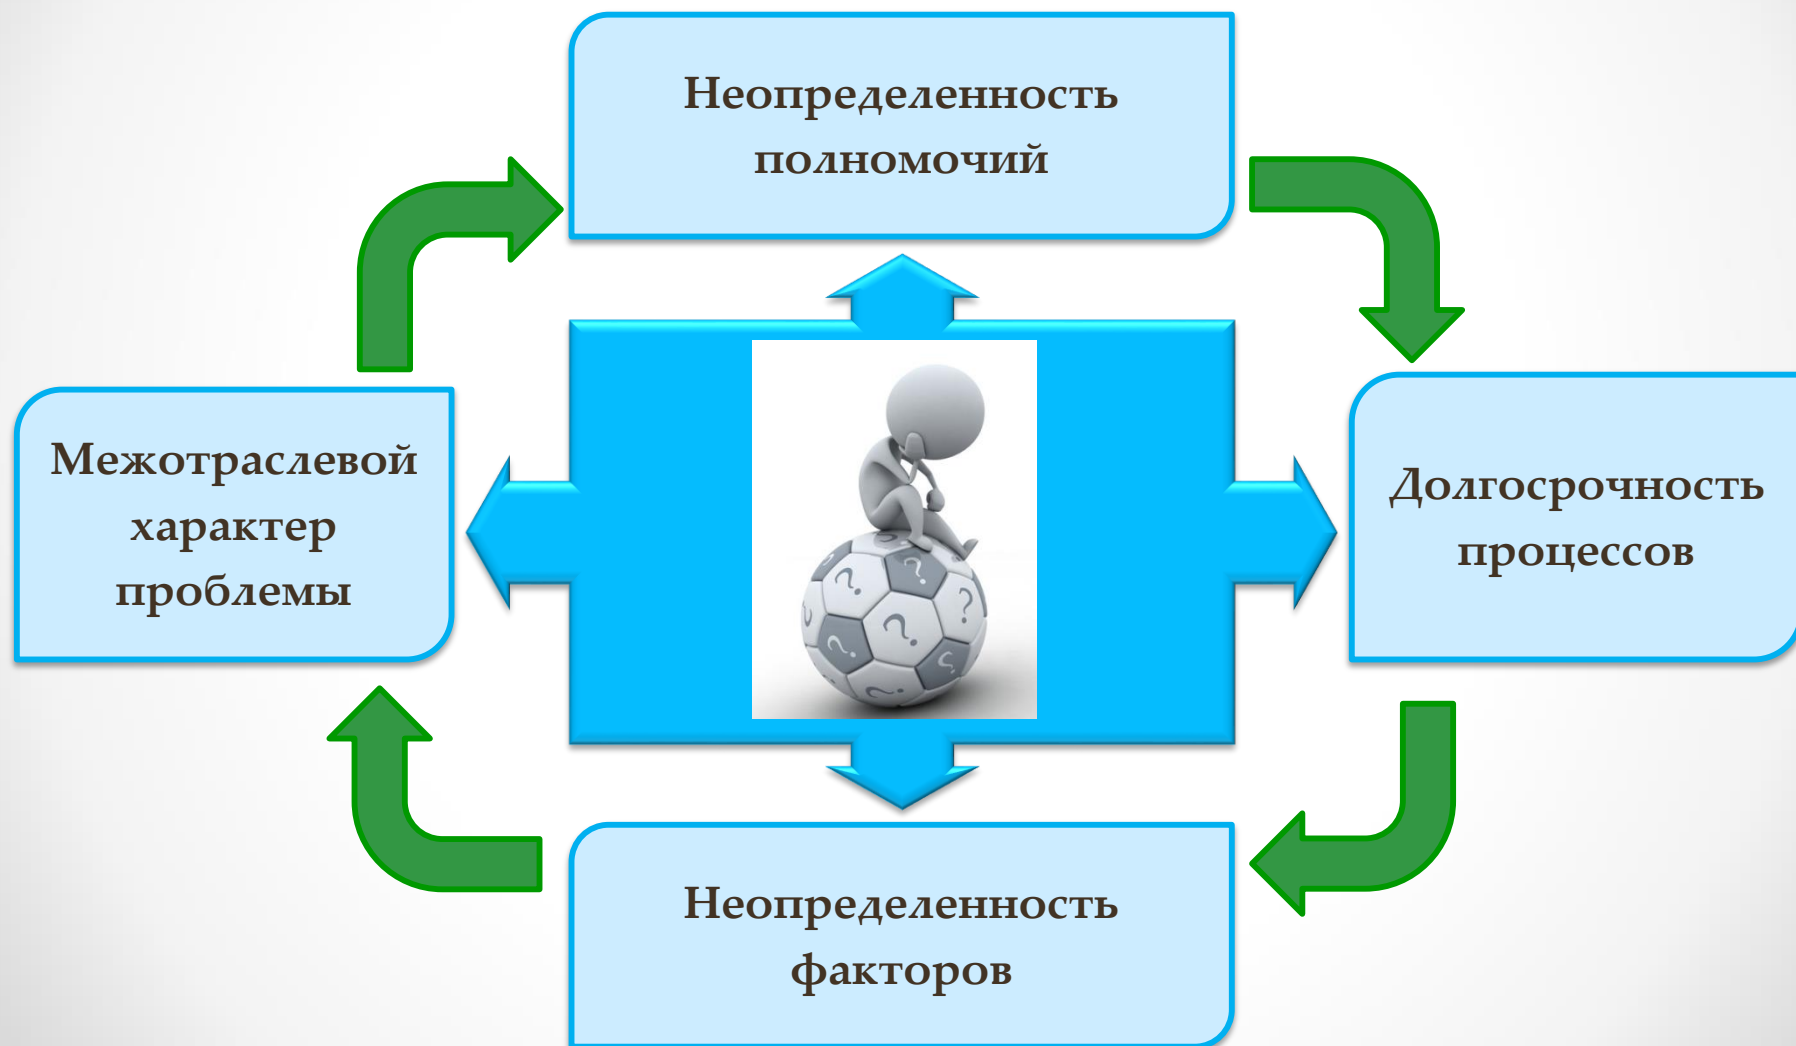 Неопределенность
полномочий
Межотраслевой
характер
проблемы
Долгосрочность
процессов
?
?
?
?
?
?
?
?
Неопределенность
факторов